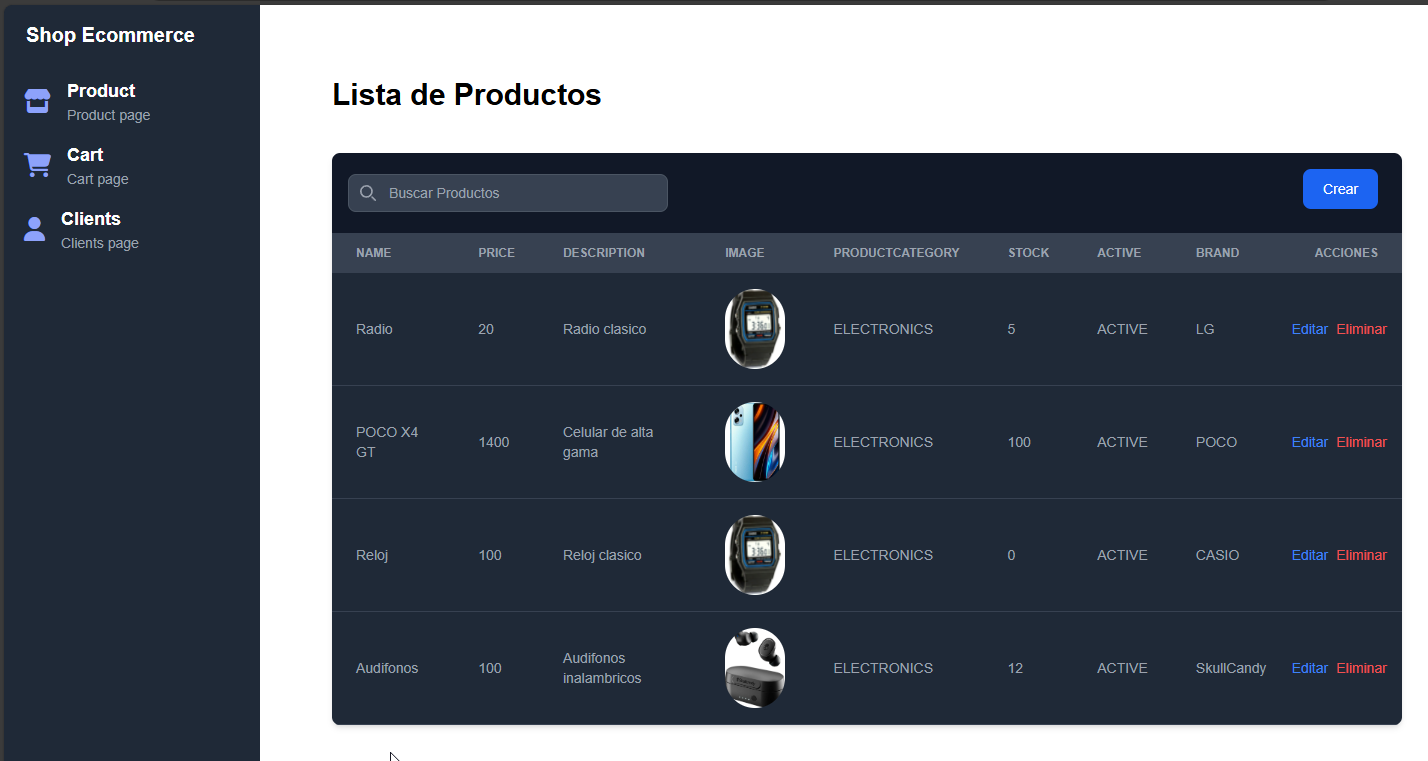 Shop Ecommerce
Product
Product page
Cart
Cart page
Clients
Clients page
Lista de Productos
Buscar Productos
Crear
NAME PRICE DESCRIPTION IMAGE PRODUCTCATEGORY STOCK ACTIVE BRAND ACCIONES
Radio 20 Radio clasico ELECTRONICS 5 ACTIVE LG Editar Eliminar
POCO X4 GT 1400 Celular de alta gama ELECTRONICS 100 ACTIVE POCO Editar Eliminar
Reloj 100 Reloj clasico ELECTRONICS 0 ACTIVE CASIO Editar Eliminar
Audifonos 100 Audifonos inalambricos ELECTRONICS 12 ACTIVE SkullCandy Editar Eliminar